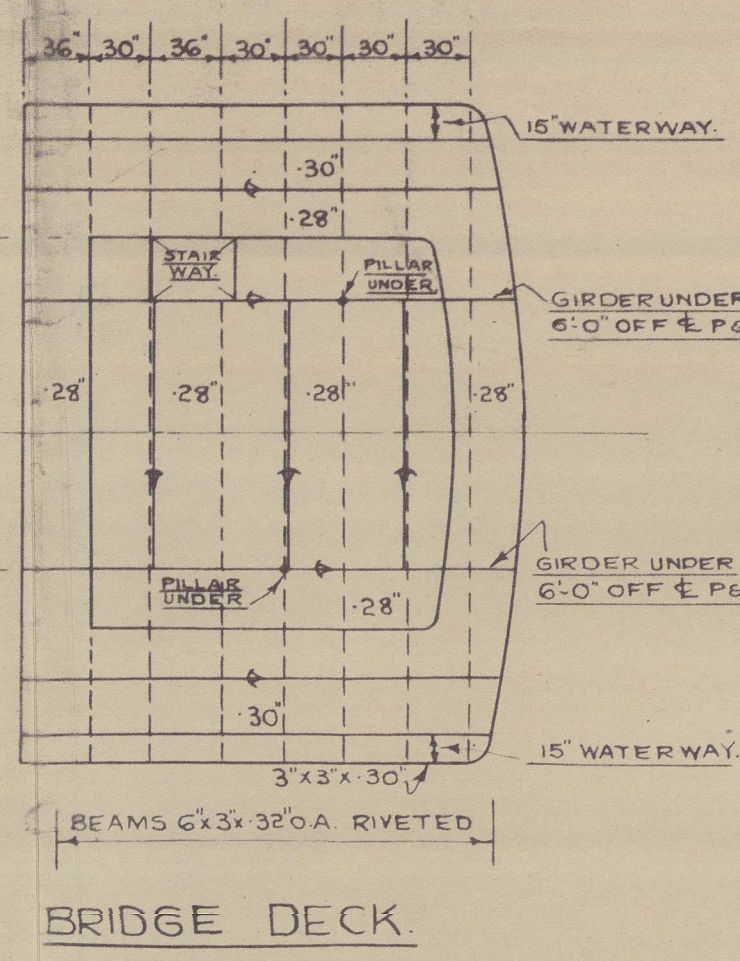 36" 30" 36" 30" 30" 30" 30"
15" WATERWAY.
·30"
·28"
STAIR
WAY.
PILLAR
UNDER
GIRDER UNDER
6'-0" OFF ℄ P&
·28" ·28" ·28" ·28"
GIRDER UNDER
6'-0" OFF ℄ P&
PILLAR
UNDER
·28"
·30"
15" WATERWAY.
3"x3"x·30"
BEAMS 6"x3"x·32" O.A. RIVETED
BRIDGE DECK.